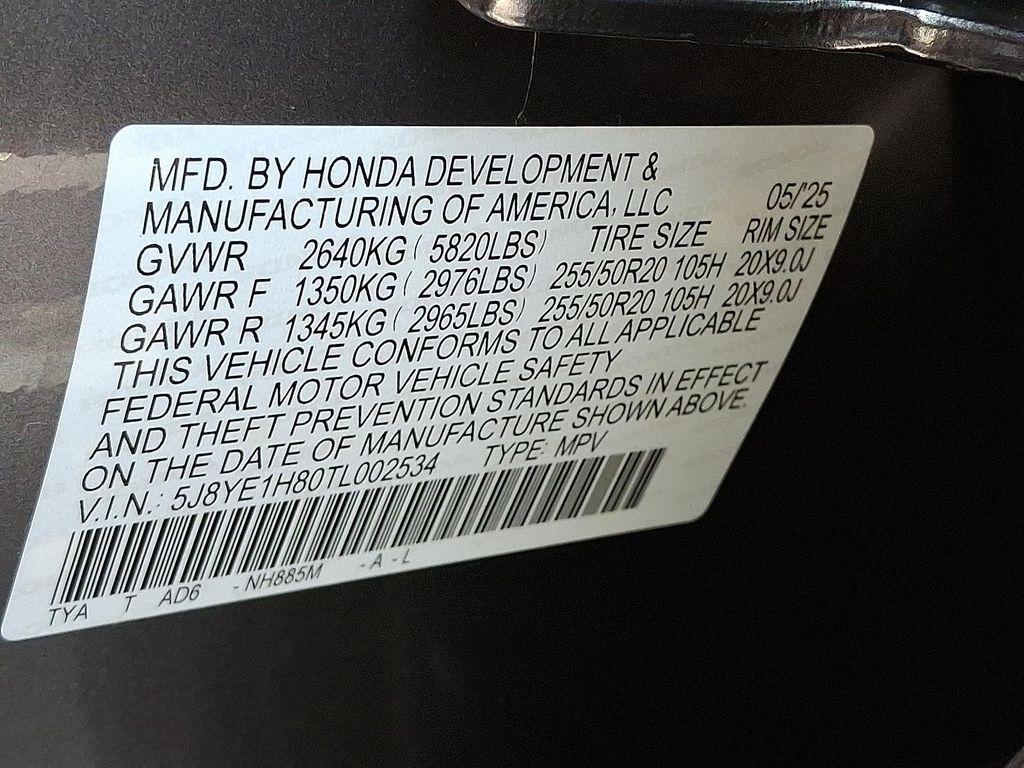 MFD. BY HONDA DEVELOPMENT &
MANUFACTURING OF AMERICA, LLC 05/'25
GVWR 2640KG ( 5820LBS) TIRE SIZE RIM SIZE
GAWR F 1350KG ( 2976LBS) 255/50R20 105H 20X9.0J
GAWR R 1345KG ( 2965LBS) 255/50R20 105H 20X9.0J
THIS VEHICLE CONFORMS TO ALL APPLICABLE
FEDERAL MOTOR VEHICLE SAFETY
AND THEFT PREVENTION STANDARDS IN EFFECT
ON THE DATE OF MANUFACTURE SHOWN ABOVE.
V.I.N.: 5J8YE1H80TL002534 TYPE: MPV
TYA T AD6 -NH885M -A-L